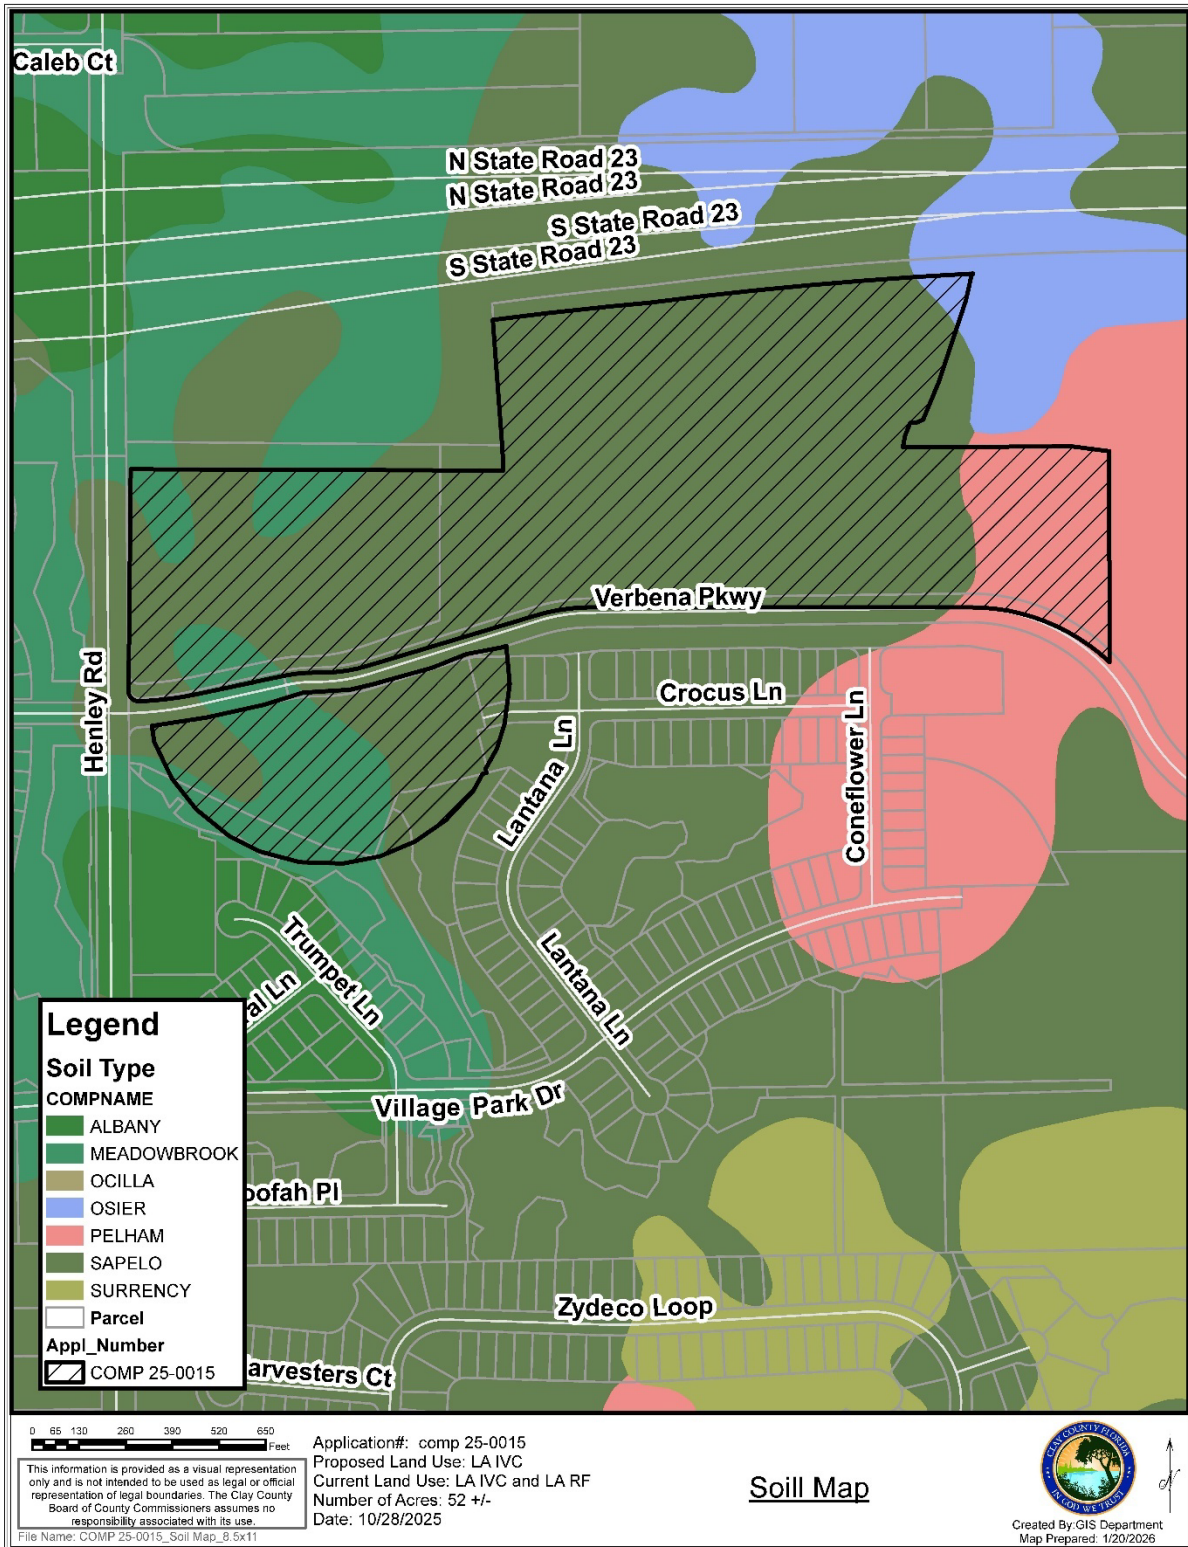 Caleb Ct
N State Road 23
N State Road 23
S State Road 23
S State Road 23
Henley Rd
Verbena Pkwy
Crocus Ln
Lantana Ln
Coneflower Ln
Trumpet Ln
Lantana Ln
al Ln
Village Park Dr
oofah Pl
Zydeco Loop
arvesters Ct
Legend
Soil Type
COMPNAME
ALBANY
MEADOWBROOK
OCILLA
OSIER
PELHAM
SAPELO
SURRENCY
Parcel
Appl_Number
COMP 25-0015
0 65 130 260 390 520 650
Feet
This information is provided as a visual representation
only and is not intended to be used as legal or official
representation of legal boundaries. The Clay County
Board of County Commissioners assumes no
responsibility associated with its use.
File Name: COMP 25-0015_Soil Map_8.5x11
Application#: comp 25-0015
Proposed Land Use: LA IVC
Current Land Use: LA IVC and LA RF
Number of Acres: 52 +/-
Date: 10/28/2025
Soill Map
CLAY COUNTY FLORIDA
IN GOD WE TRUST
N
Created By:GIS Department
Map Prepared: 1/20/2026